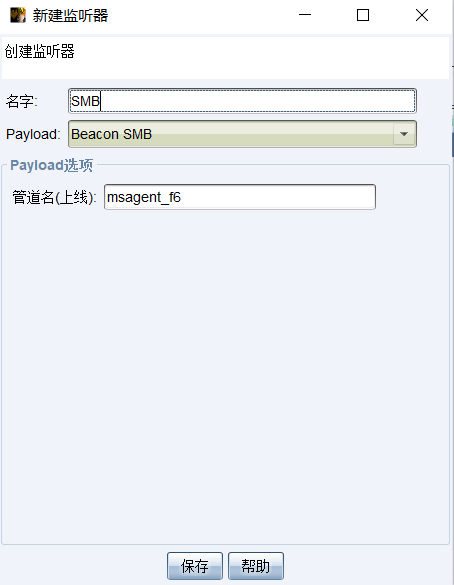 新建监听器
创建监听器
名字: SMB
Payload: Beacon SMB
Payload选项
管道名(上线): msagent_f6
保存 帮助